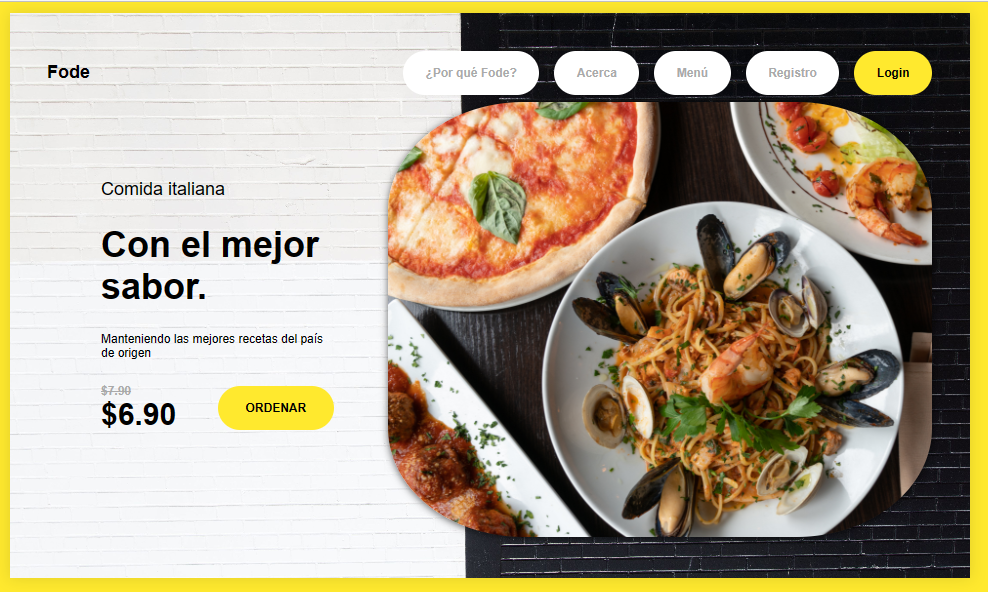 Fode
¿Por qué Fode?
Acerca
Menú
Registro
Login
Comida italiana
Con el mejor
sabor.
Manteniendo las mejores recetas del país
de origen
$7.90
$6.90
ORDENAR